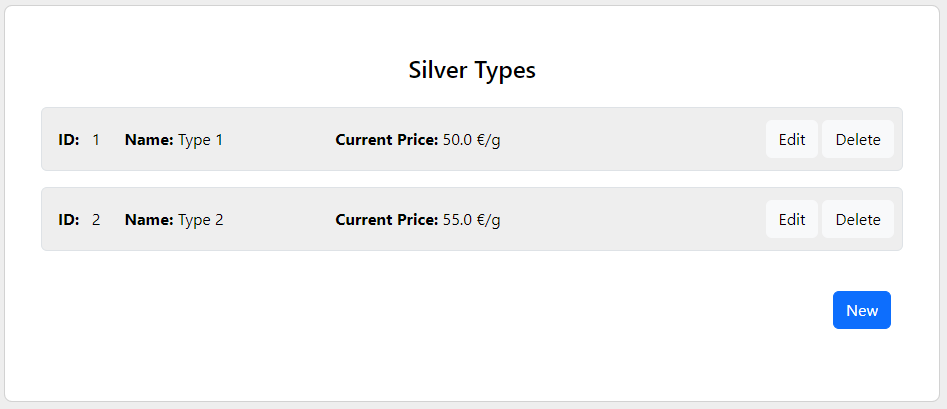 Silver Types
ID: 1 Name: Type 1 Current Price: 50.0 €/g Edit Delete
ID: 2 Name: Type 2 Current Price: 55.0 €/g Edit Delete
New